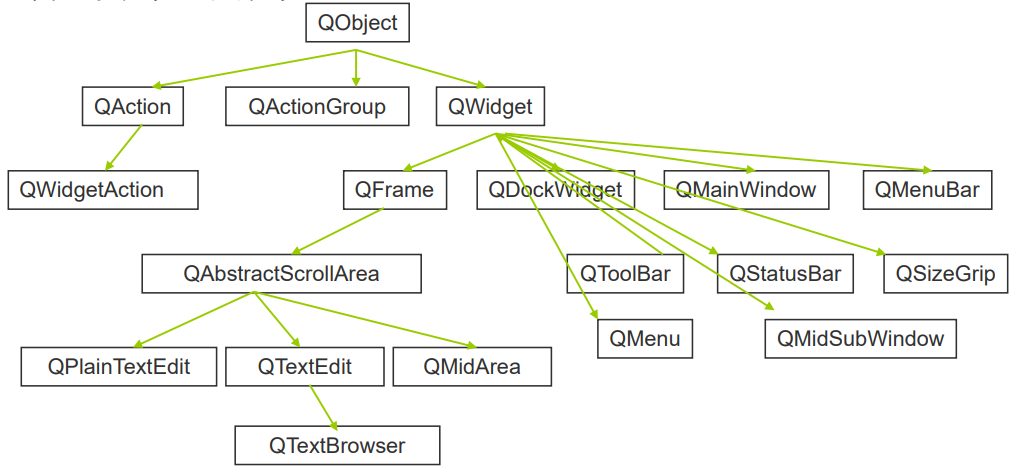 QObject
QAction
QActionGroup
QWidget
QWidgetAction
QFrame
QDockWidget
QMainWindow
QMenuBar
QAbstractScrollArea
QToolBar
QStatusBar
QSizeGrip
QMenu
QMidSubWindow
QPlainTextEdit
QTextEdit
QMidArea
QTextBrowser